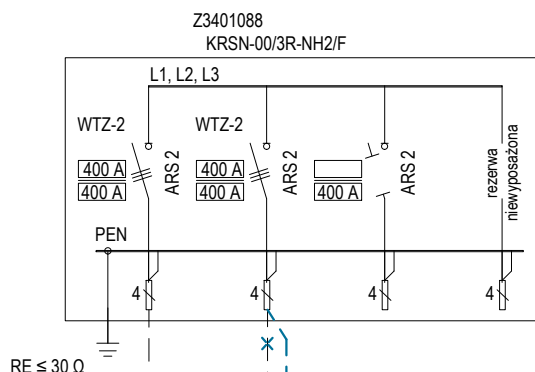 Z3401088
KRSN-00/3R-NH2/F
L1, L2, L3
WTZ-2
400 A
400 A
ARS 2
WTZ-2
400 A
400 A
ARS 2
400 A
ARS 2
rezerwa
niewyposażona
PEN
4
4
4
4
RE ≤ 30 Ω